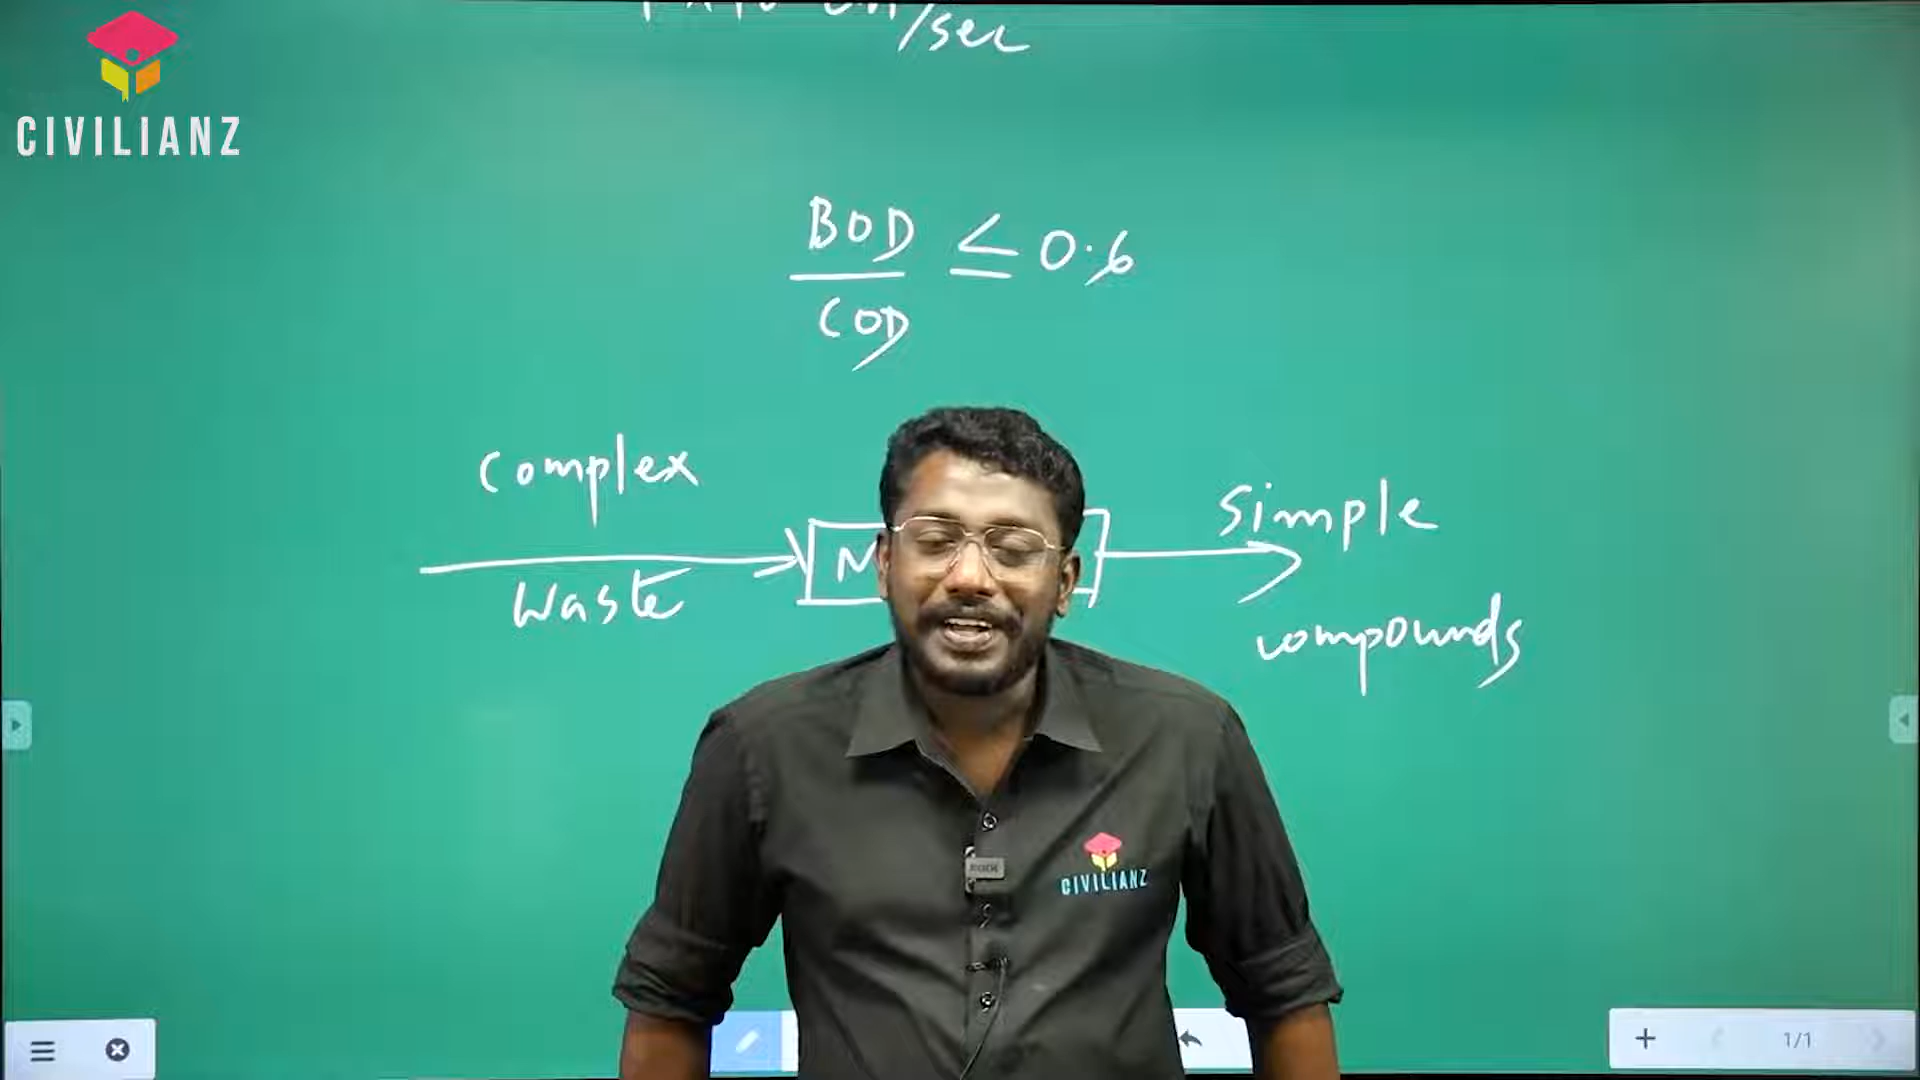 CIVILIANZ
/sec
BOD
≤ 0.6
COD
Complex
Waste
Simple
compounds
CIVILIANZ
1/1